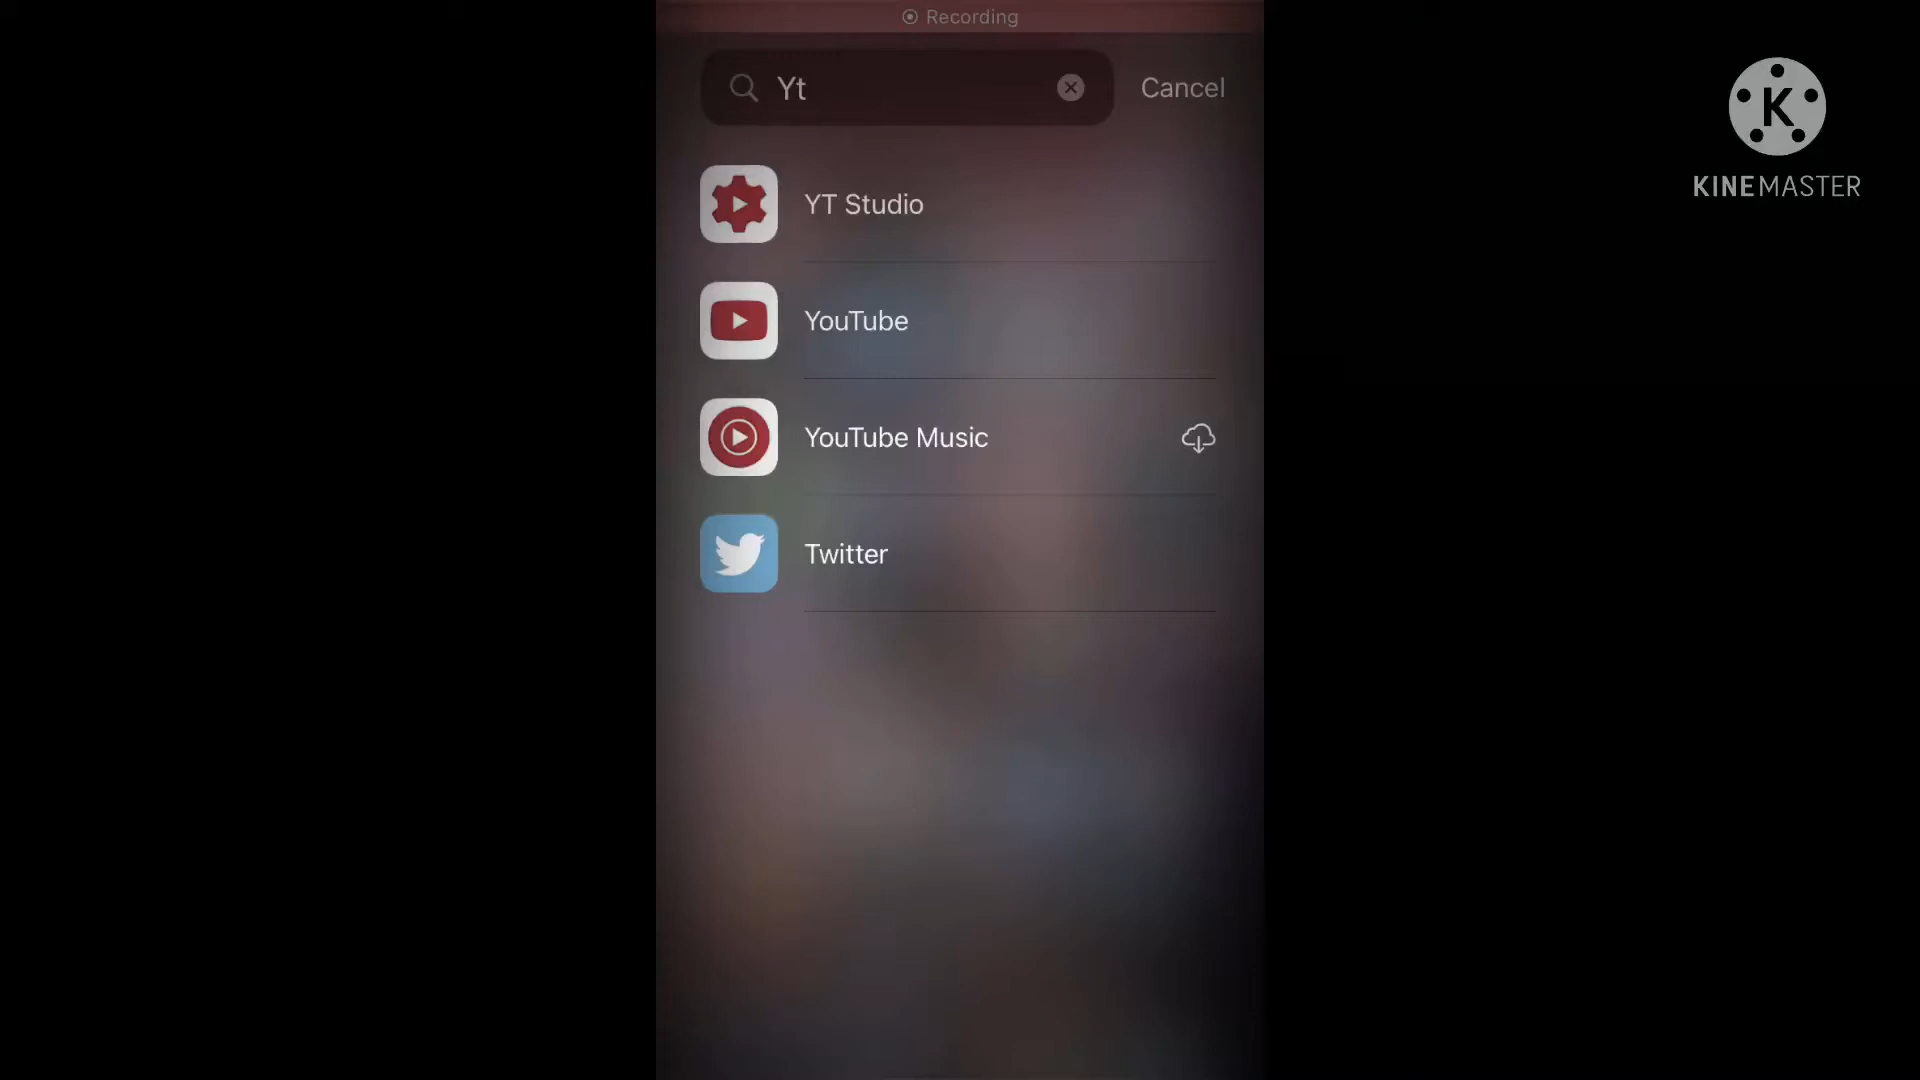 Recording
Yt
Cancel
YT Studio
YouTube
YouTube Music
Twitter
K
KINEMASTER